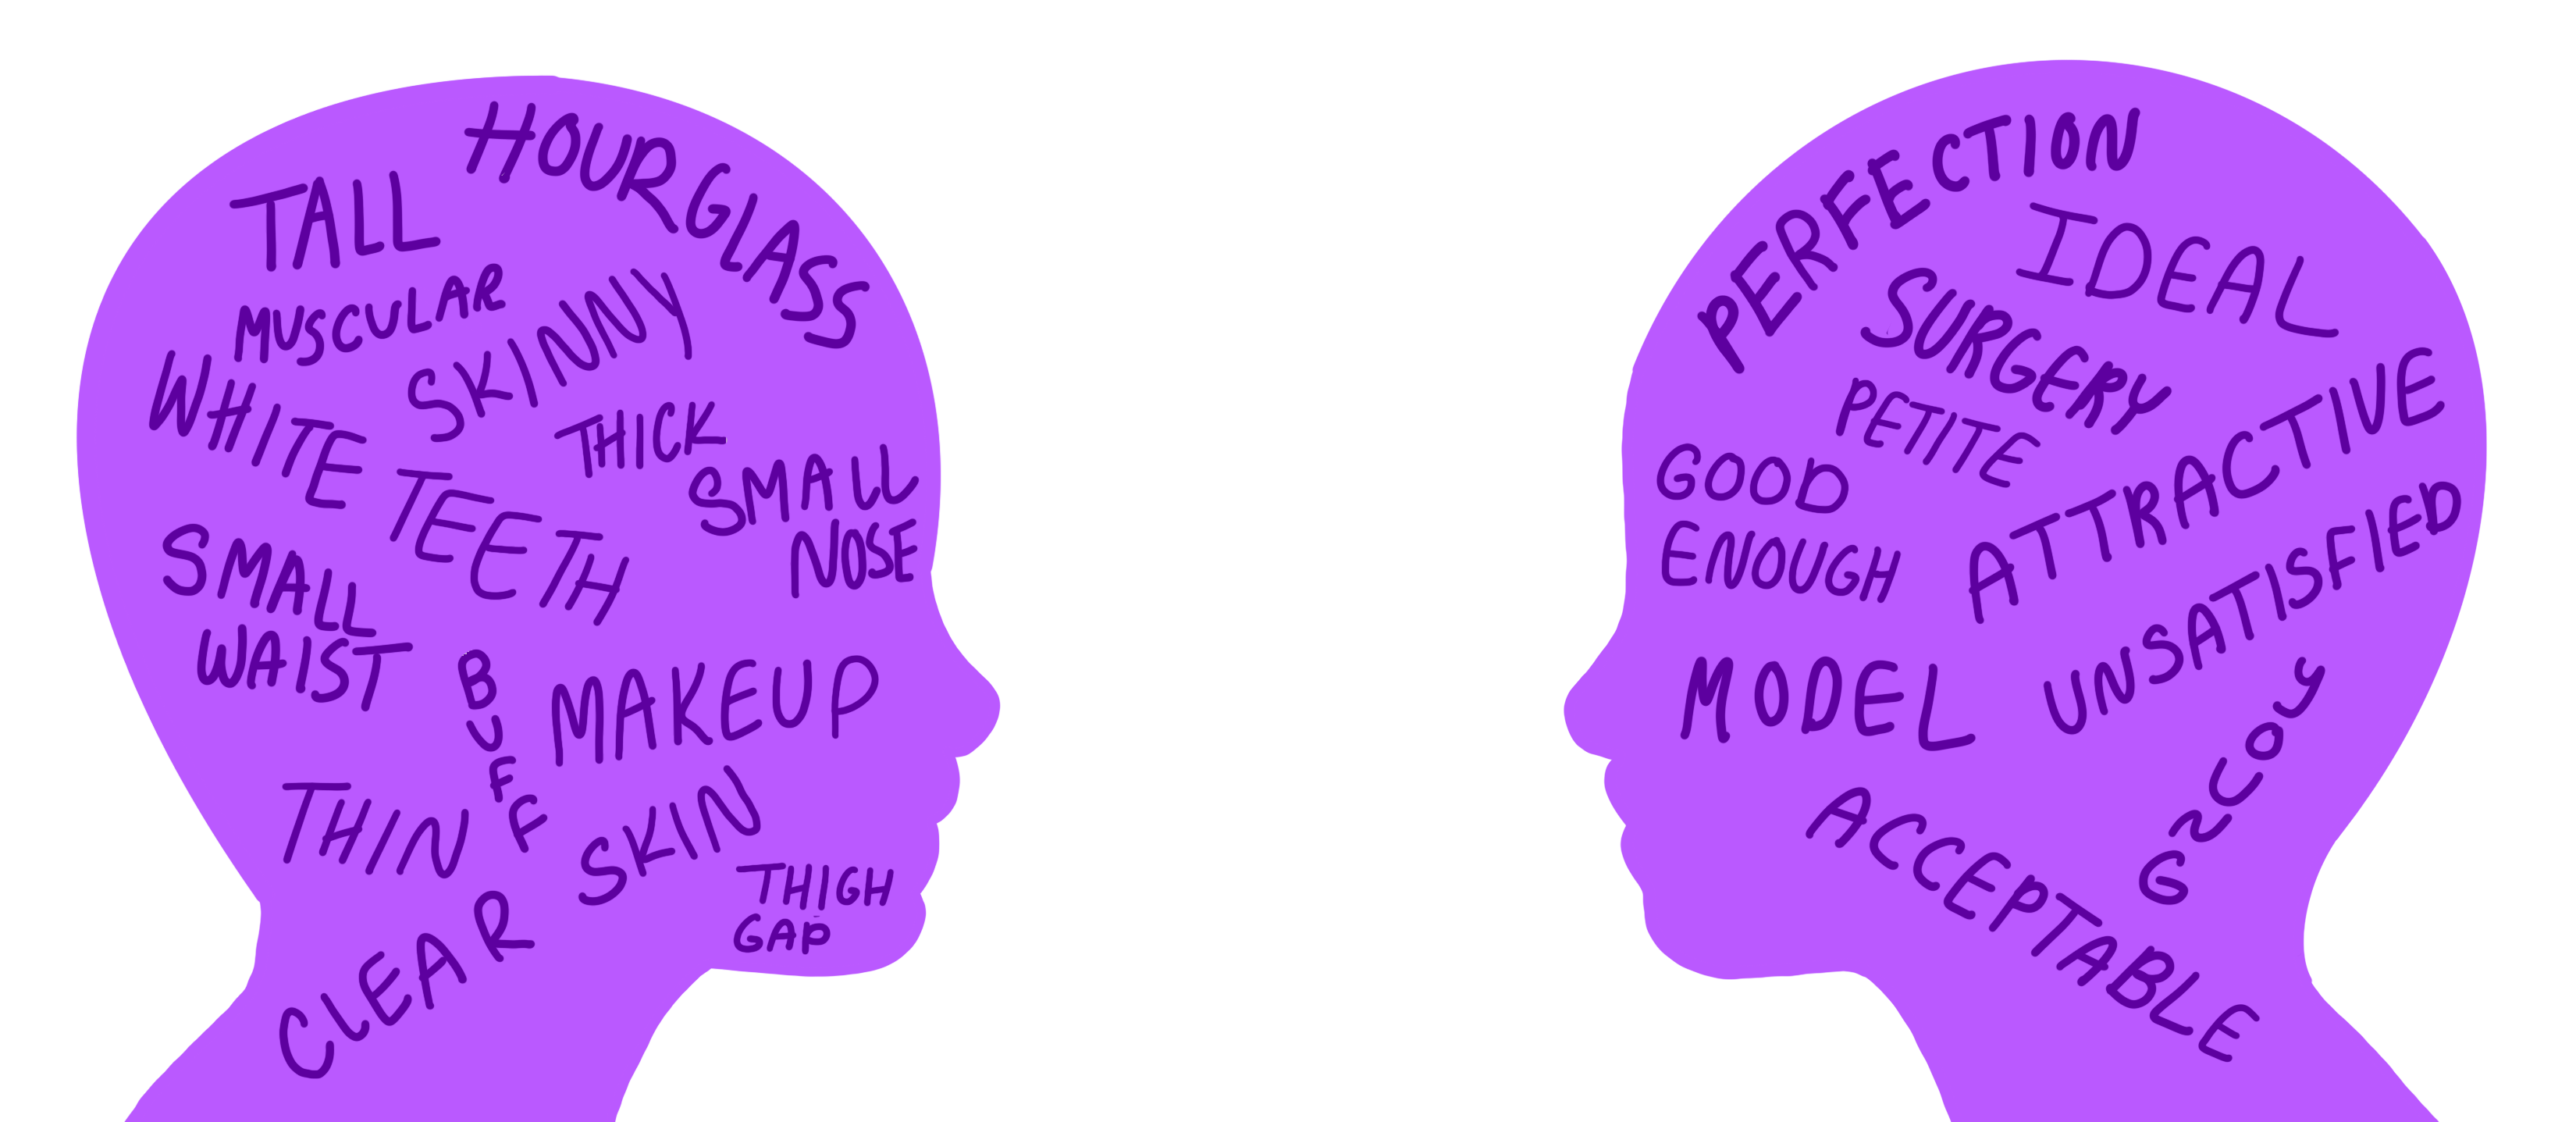 HOURGLASS
TALL
MUSCULAR
SKINNY
WHITE TEETH
THICK
SMALL
NOSE
SMALL
WAIST
BUFF
MAKEUP
THIN
CLEAR SKIN
THIGH
GAP
PERFECTION
IDEAL
SURGERY
PETITE
GOOD
ENOUGH
ATTRACTIVE
UNSATISFIED
MODEL
YOUNG
ACCEPTABLE